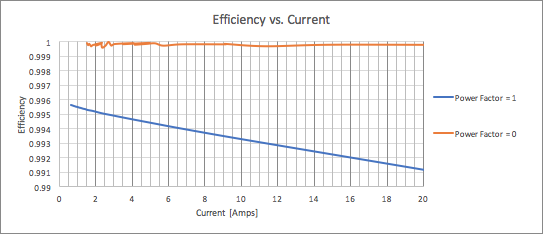 Efficiency vs. Current
1
0.999
0.998
0.997
0.996
0.995
0.994
0.993
0.992
0.991
0.99
Efficiency
0 2 4 6 8 10 12 14 16 18 20
Current [Amps]
Power Factor = 1
Power Factor = 0